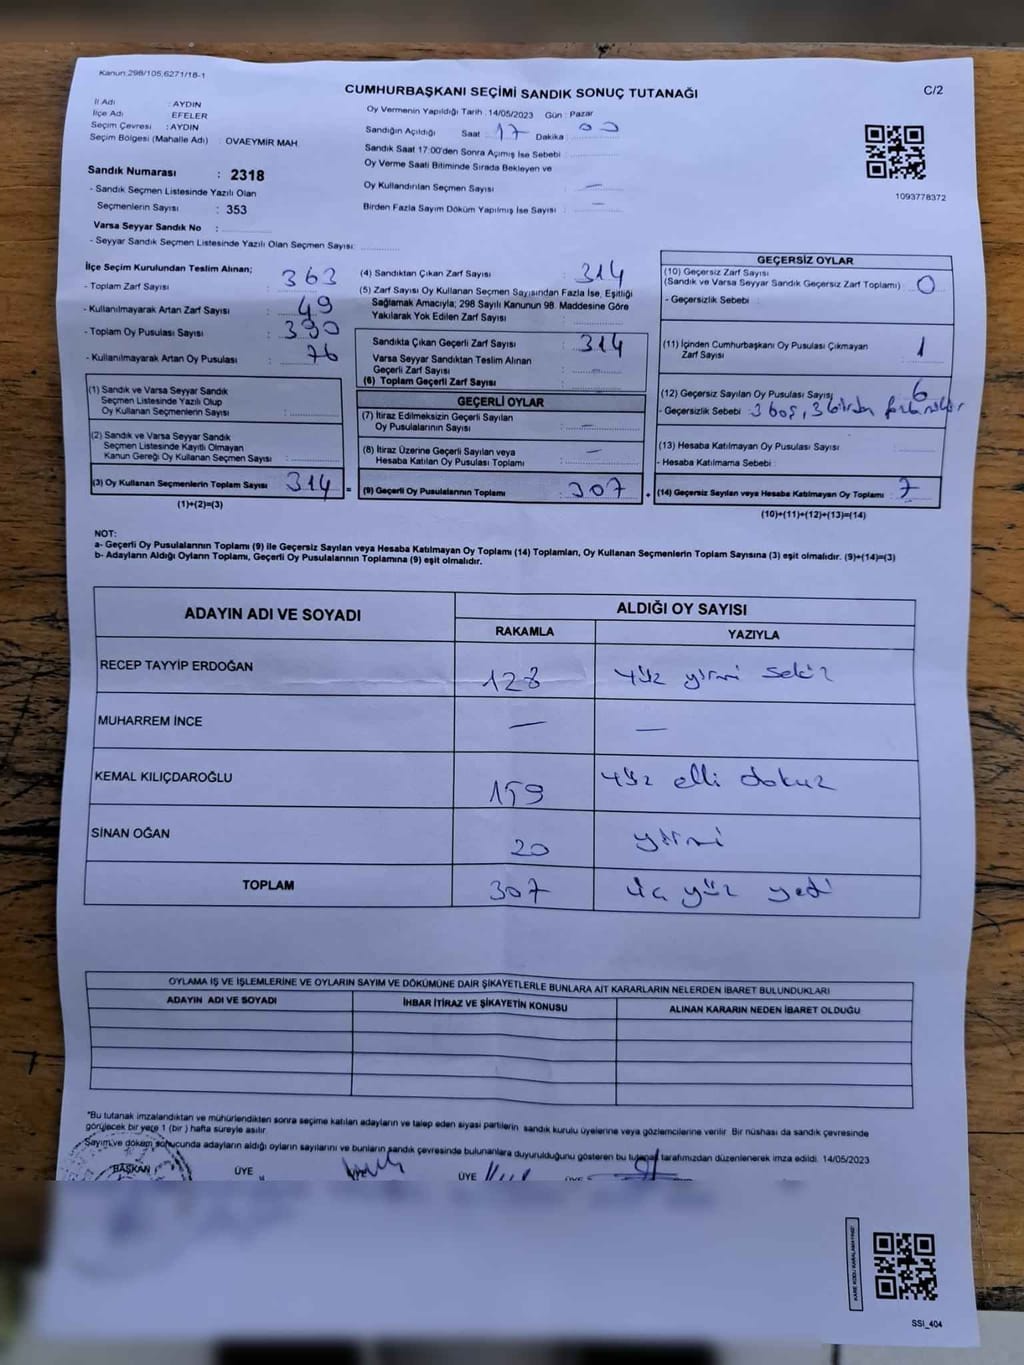 Kanun:298/105,6271/18-1
CUMHURBAŞKANI SEÇİMİ SANDIK SONUÇ TUTANAĞI
C/2
İl Adı : AYDIN
İlçe Adı : EFELER
Seçim Çevresi : AYDIN
Seçim Bölgesi (Mahalle Adı) : OVAEYMİR MAH.
Oy Vermenin Yapıldığı Tarih : 14/05/2023 Gün : Pazar
Sandığın Açıldığı Saat : 17 Dakika : 00
Sandık Saat 17:00'den Sonra Açımış İse Sebebi :
Oy Verme Saati Bitiminde Sırada Bekleyen ve
Oy Kullandırılan Seçmen Sayısı : —
Birden Fazla Sayım Döküm Yapılmış İse Sayısı : —
1093778372
Sandık Numarası : 2318
- Sandık Seçmen Listesinde Yazılı Olan
Seçmenlerin Sayısı : 353
Varsa Seyyar Sandık No :
- Seyyar Sandık Seçmen Listesinde Yazılı Olan Seçmen Sayısı:
İlçe Seçim Kurulundan Teslim Alınan;
- Toplam Zarf Sayısı : 363
- Kullanılmayarak Artan Zarf Sayısı : 49
- Toplam Oy Pusulası Sayısı : 390
- Kullanılmayarak Artan Oy Pusulası : 76
(1) Sandık ve Varsa Seyyar Sandık
Seçmen Listesinde Yazılı Olup
Oy Kullanan Seçmenlerin Sayısı :
(2) Sandık ve Varsa Seyyar Sandık
Seçmen Listesinde Kayıtlı Olmayan
Kanun Gereği Oy Kullanan Seçmen Sayısı :
(3) Oy Kullanan Seçmenlerin Toplam Sayısı : 314 =
(1)+(2)=(3)
(4) Sandıktan Çıkan Zarf Sayısı : 314
(5) Zarf Sayısı Oy Kullanan Seçmen Sayısından Fazla İse, Eşitliği
Sağlamak Amacıyla; 298 Sayılı Kanunun 98. Maddesine Göre
Yakılarak Yok Edilen Zarf Sayısı :
Sandıkta Çıkan Geçerli Zarf Sayısı : 314
Varsa Seyyar Sandıktan Teslim Alınan
Geçerli Zarf Sayısı : —
(6) Toplam Geçerli Zarf Sayısı :
GEÇERLİ OYLAR
(7) İtiraz Edilmeksizin Geçerli Sayılan
Oy Pusulalarının Sayısı : —
(8) İtiraz Üzerine Geçerli Sayılan veya
Hesaba Katılan Oy Pusulası Toplamı : —
(9) Geçerli Oy Pusulalarının Toplamı : 307 +
GEÇERSİZ OYLAR
(10) Geçersiz Zarf Sayısı
(Sandık ve Varsa Seyyar Sandık Geçersiz Zarf Toplamı) : 0
- Geçersizlik Sebebi :
(11) İçinden Cumhurbaşkanı Oy Pusulası Çıkmayan
Zarf Sayısı : 1
(12) Geçersiz Sayılan Oy Pusulası Sayısı : 6
- Geçersizlik Sebebi : 3 boş, 3 birden
(13) Hesaba Katılmayan Oy Pusulası Sayısı :
- Hesaba Katılmama Sebebi :
(14) Geçersiz Sayılan veya Hesaba Katılmayan Oy Toplamı : 7
(10)+(11)+(12)+(13)=(14)
NOT:
a- Geçerli Oy Pusulalarının Toplamı (9) ile Geçersiz Sayılan veya Hesaba Katılmayan Oy Toplamı (14) Toplamları, Oy Kullanan Seçmenlerin Toplam Sayısına (3) eşit olmalıdır. (9)+(14)=(3)
b- Adayların Aldığı Oyların Toplamı, Geçerli Oy Pusulalarının Toplamına (9) eşit olmalıdır.
ADAYIN ADI VE SOYADI
ALDIĞI OY SAYISI
RAKAMLA YAZIYLA
RECEP TAYYİP ERDOĞAN 128 yüz yirmi sekiz
MUHARREM İNCE — —
KEMAL KILIÇDAROĞLU 159 yüz elli dokuz
SİNAN OĞAN 20 yirmi
TOPLAM 307 üç yüz yedi
OYLAMA İŞ VE İŞLEMLERİNE VE OYLARIN SAYIM VE DÖKÜMÜNE DAİR ŞİKAYETLERLE BUNLARA AİT KARARLARIN NELERDEN İBARET BULUNDUKLARI
ADAYIN ADI VE SOYADI İHBAR İTİRAZ VE ŞİKAYETİN KONUSU ALINAN KARARIN NEDEN İBARET OLDUĞU
*Bu tutanak imzalandıktan ve mühürlendikten sonra seçime katılan adayların ve talep eden siyasi partilerin sandık kurulu üyelerine veya gözlemcilerine verilir. Bir nüshası da sandık çevresinde
görülecek bir yere 1 (bir ) hafta süreyle asılır.
Sayım ve döküm sonucunda adayların aldığı oyların sayılarını ve bunların sandık çevresinde bulunanlara duyurulduğunu gösteren bu tutanak tarafımızdan düzenlenerek imza edildi. 14/05/2023
BAŞKAN ÜYE ÜYE
KARE KODU KARALAMAYINIZ!
SSI_404